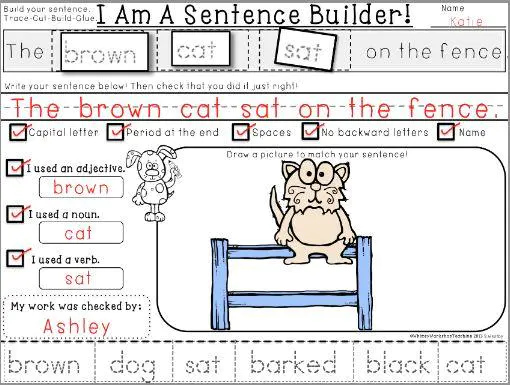 Build your sentence. I Am A Sentence Builder! Name
Trace-Cut-Build-Glue. Katie
The brown cat sat on the fence
Write your sentence below! Then check that you did it just right!
The brown cat sat on the fence.
Capital letter Period at the end Spaces No backward letters Name
Draw a picture to match your sentence!
I used an adjective.
brown
I used a noun.
cat
I used a verb.
sat
My work was checked by:
Ashley
brown dog sat barked black cat